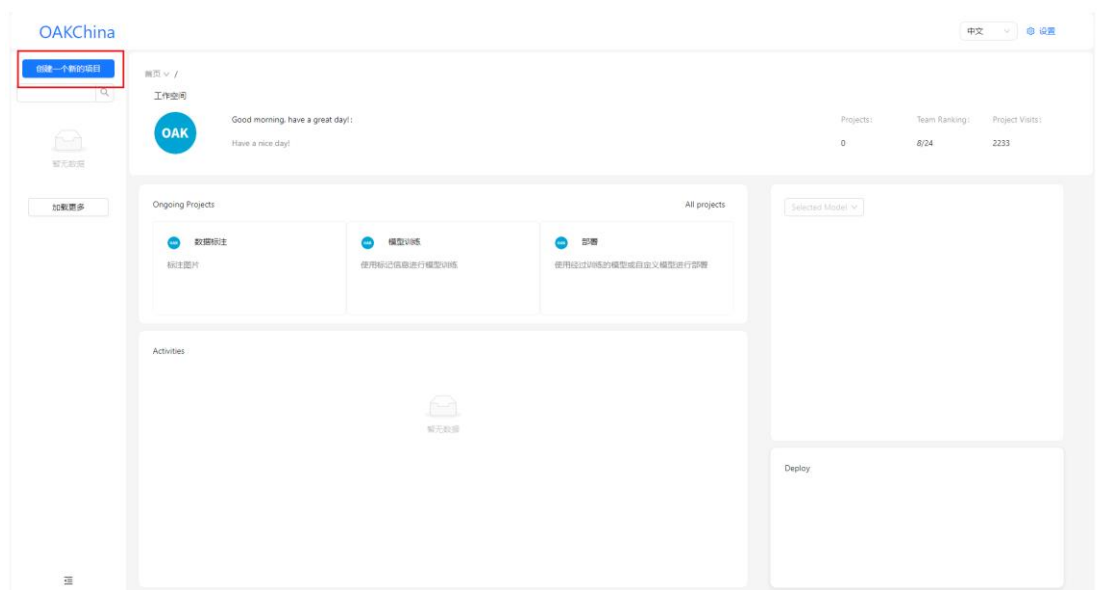 OAKChina
中文
设置
创建一个新的项目
首页 /
工作空间
OAK
Good morning, have a great day! :
Have a nice day!
Projects :
0
Team Ranking :
8/24
Project Visits :
2233
暂无数据
加载更多
Ongoing Projects
All projects
数据标注
标注图片
模型训练
使用标记信息进行模型训练
部署
使用经过训练的模型或自定义模型进行部署
Selected Model
Activities
暂无数据
Deploy